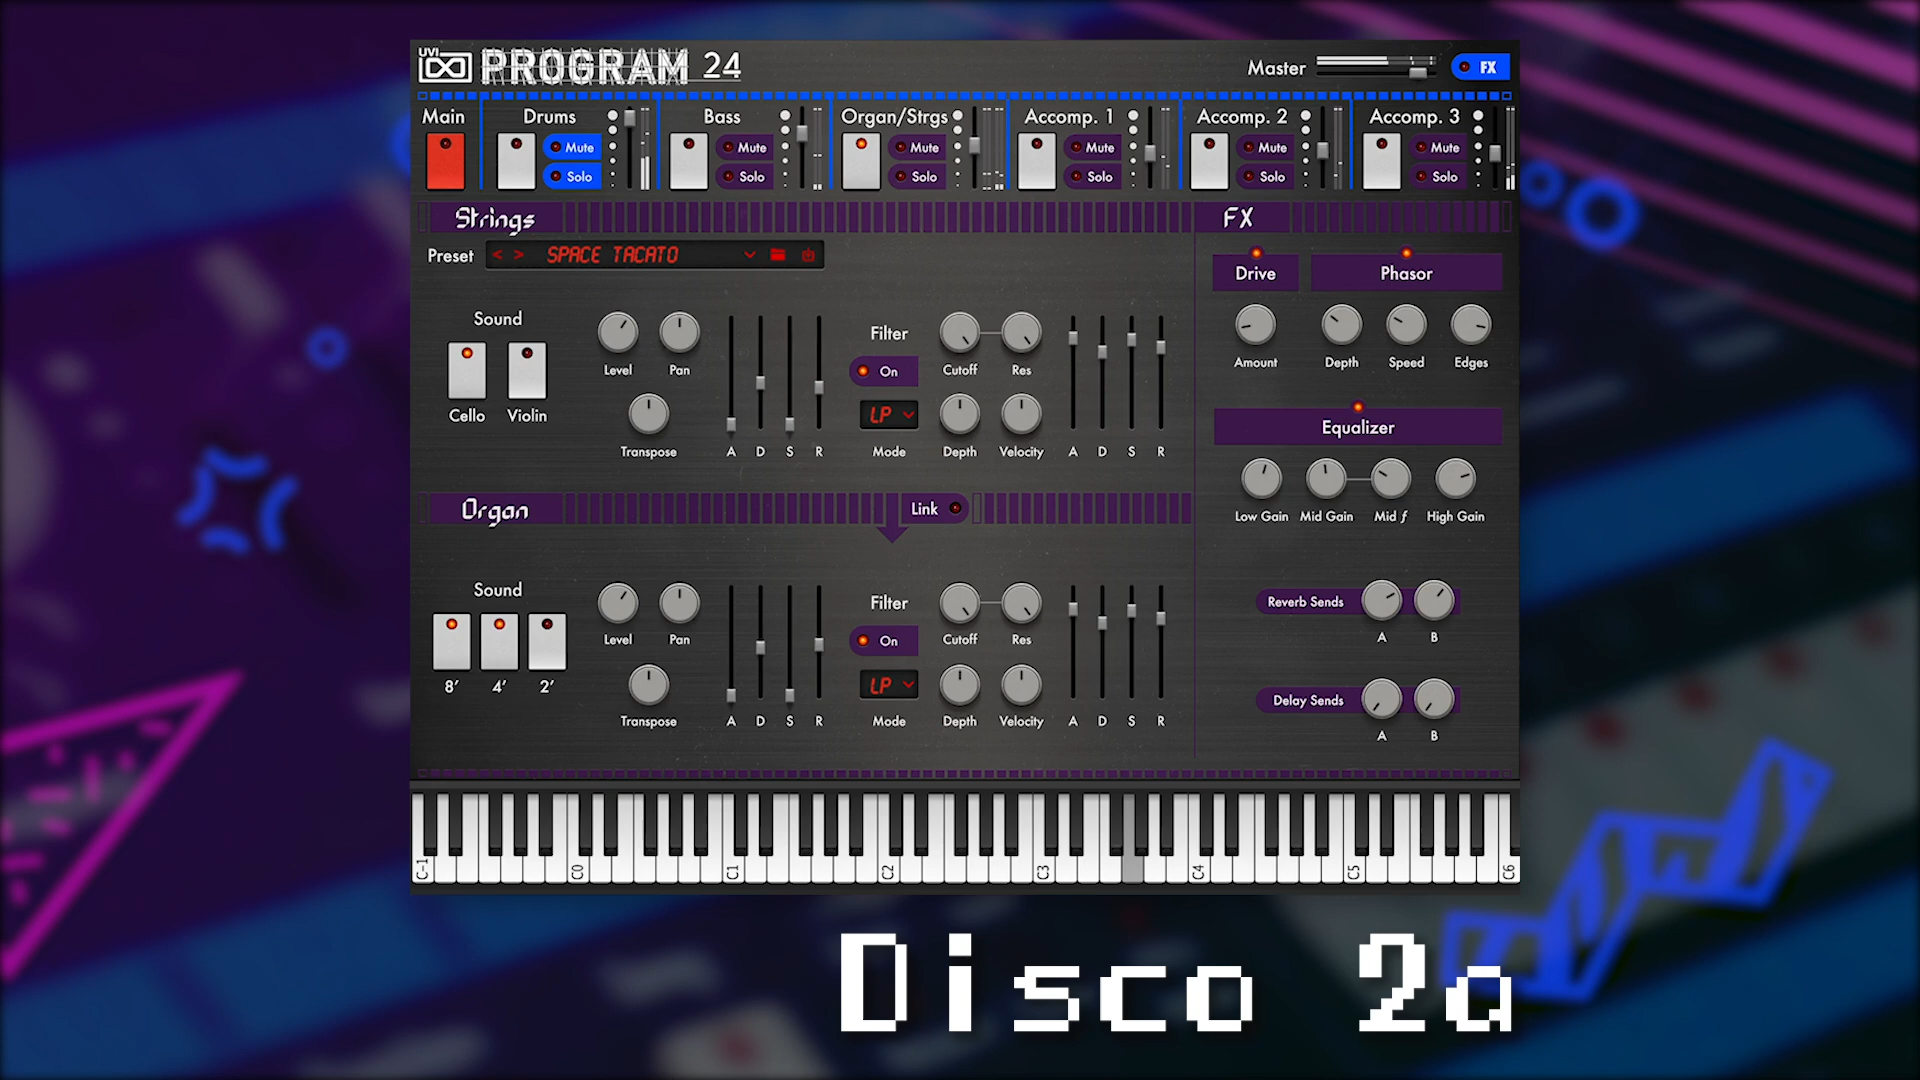 UVI PROGRAM 24 Master FX
Main Drums Bass Organ/Strgs Accomp. 1 Accomp. 2 Accomp. 3
Mute Mute Mute Mute Mute Mute
Solo Solo Solo Solo Solo Solo
Strings FX
Preset < > SPACE TACATO
Drive Phasor
Sound Filter
Level Pan On Cutoff Res Amount Depth Speed Edges
Cello Violin LP
Equalizer
Transpose A D S R Mode Depth Velocity A D S R
Organ Link
Low Gain Mid Gain Mid f High Gain
Sound Filter Reverb Sends
Level Pan On Cutoff Res A B
8’ 4’ 2’ LP
Delay Sends
Transpose A D S R Mode Depth Velocity A D S R
A B
C-1 C0 C1 C2 C3 C4 C5 C6
Disco 2a